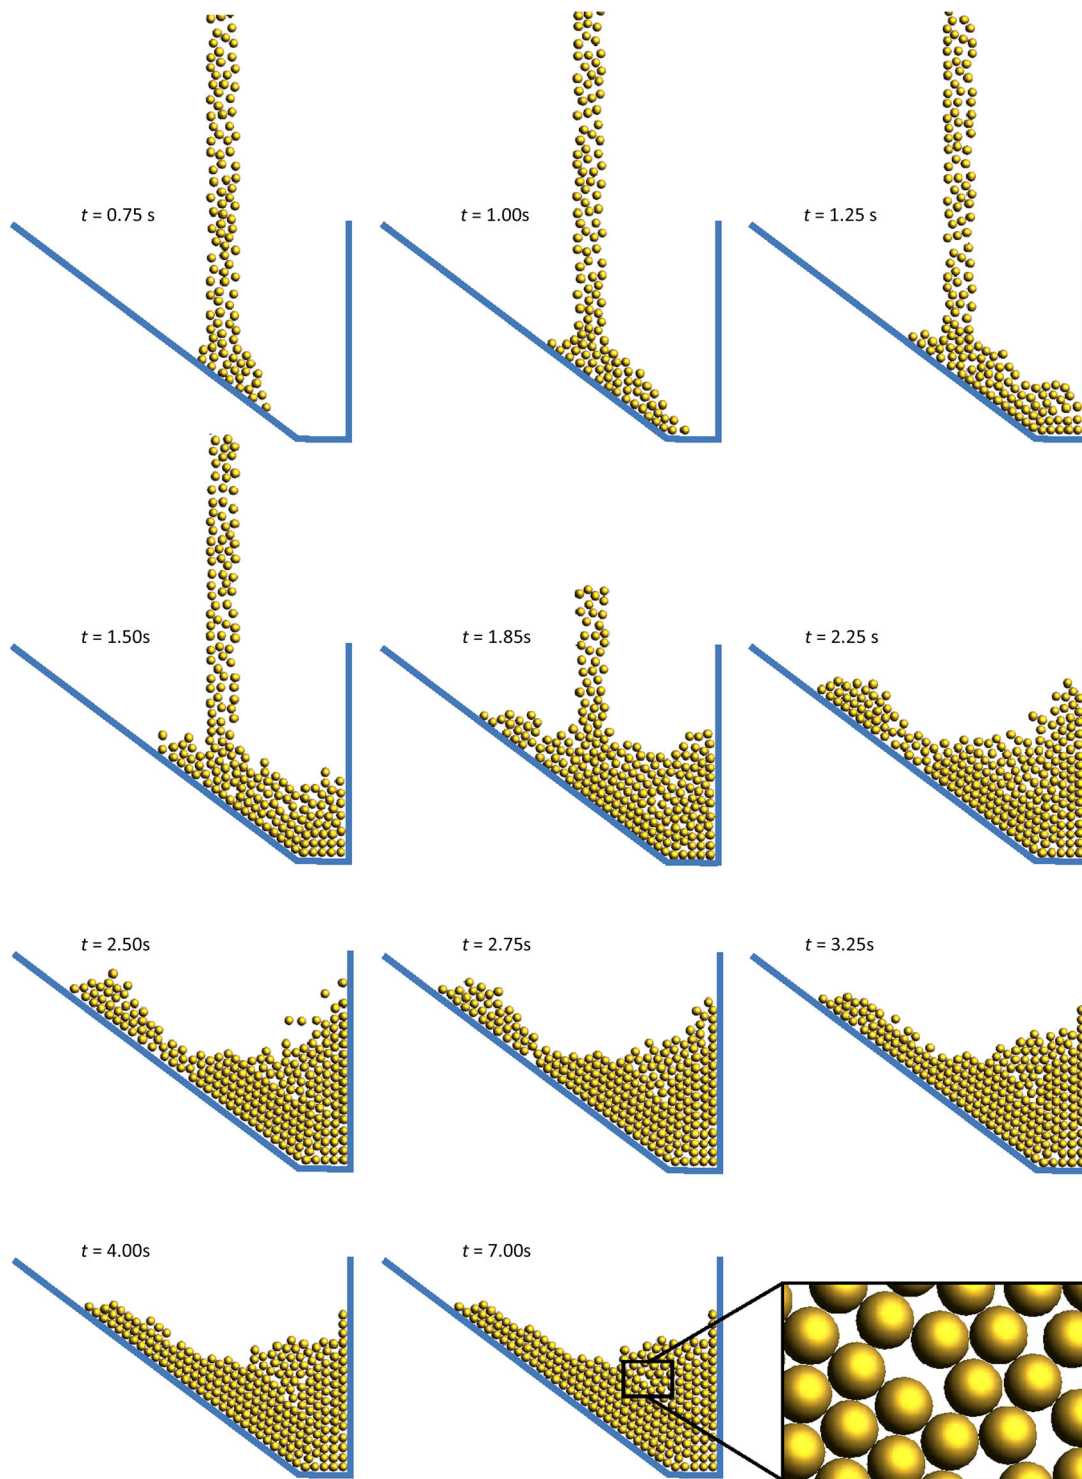 t = 0.75 s
t = 1.00s
t = 1.25 s
t = 1.50s
t = 1.85s
t = 2.25 s
t = 2.50s
t = 2.75s
t = 3.25s
t = 4.00s
t = 7.00s